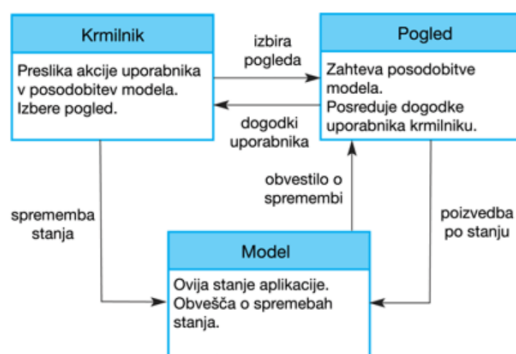 Krmilnik
Preslika akcije uporabnika
v posodobitev modela.
Izbere pogled.
izbira
pogleda
dogodki
uporabnika
Pogled
Zahteva posodobitve
modela.
Posreduje dogodke
uporabnika krmilniku.
sprememba
stanja
obvestilo o
spremembi
poizvedba
po stanju
Model
Ovija stanje aplikacije.
Obvešča o spremebah
stanja.